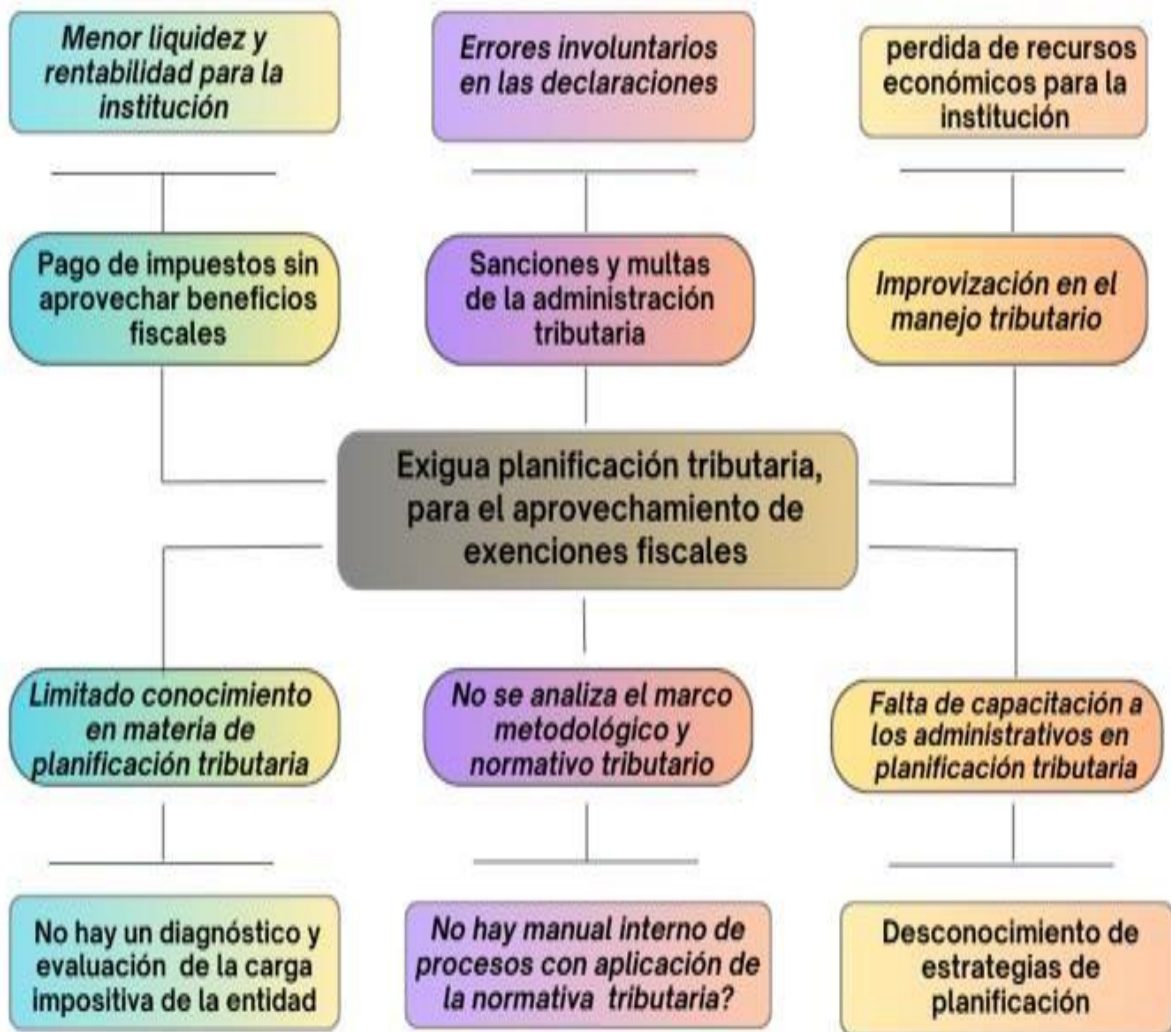 Menor liquidez y
rentabilidad para la
institución
Errores involuntarios
en las declaraciones
perdida de recursos
económicos para la
institución
Pago de impuestos sin
aprovechar beneficios
fiscales
Sanciones y multas
de la administración
tributaria
Improvización en el
manejo tributario
Exigua planificación tributaria,
para el aprovechamiento de
exenciones fiscales
Limitado conocimiento
en materia de
planificación tributaria
No se analiza el marco
metodológico y
normativo tributario
Falta de capacitación a
los administrativos en
planificación tributaria
No hay un diagnóstico y
evaluación de la carga
impositiva de la entidad
No hay manual interno de
procesos con aplicación de
la normativa tributaria?
Desconocimiento de
estrategias de
planificación